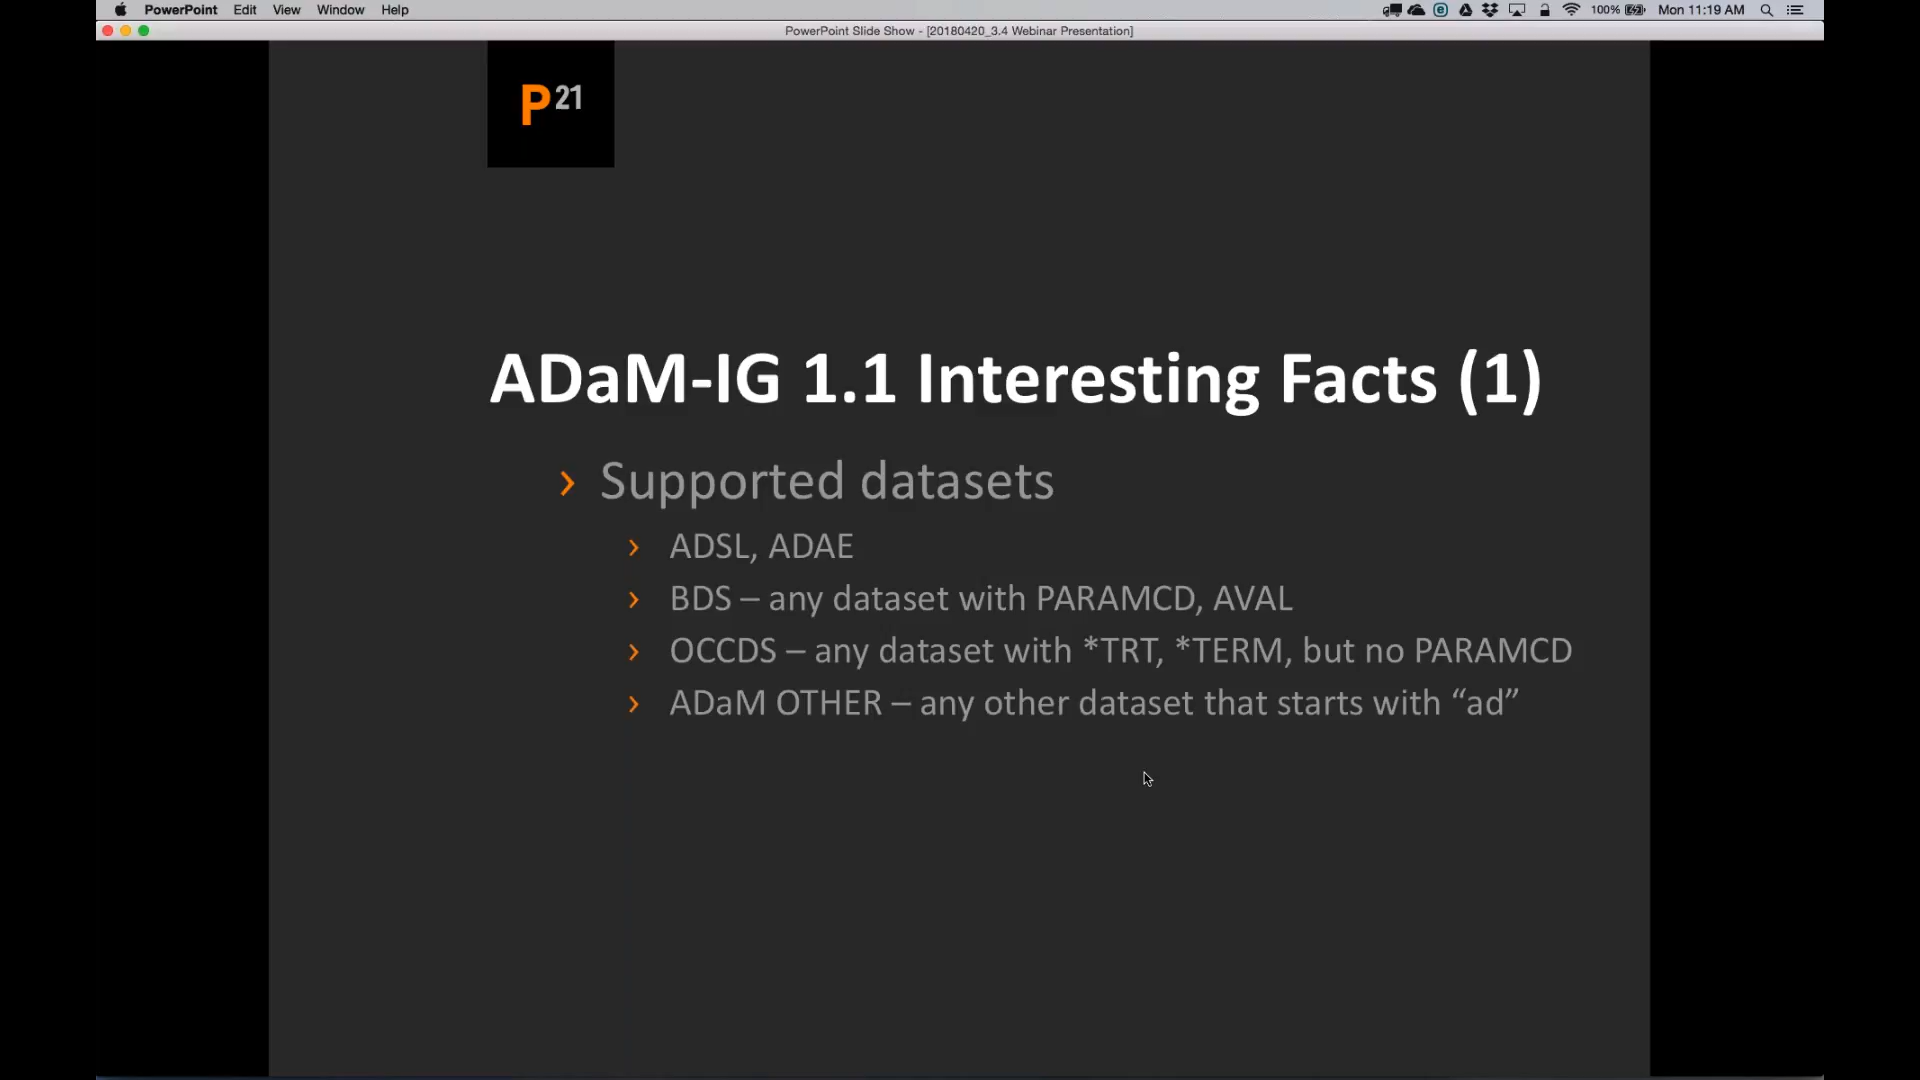 PowerPoint Edit View Window Help 100% Mon 11:19 AM
PowerPoint Slide Show - [20180420_3.4 Webinar Presentation]
P21
ADaM-IG 1.1 Interesting Facts (1)
› Supported datasets
› ADSL, ADAE
› BDS – any dataset with PARAMCD, AVAL
› OCCDS – any dataset with *TRT, *TERM, but no PARAMCD
› ADaM OTHER – any other dataset that starts with “ad”